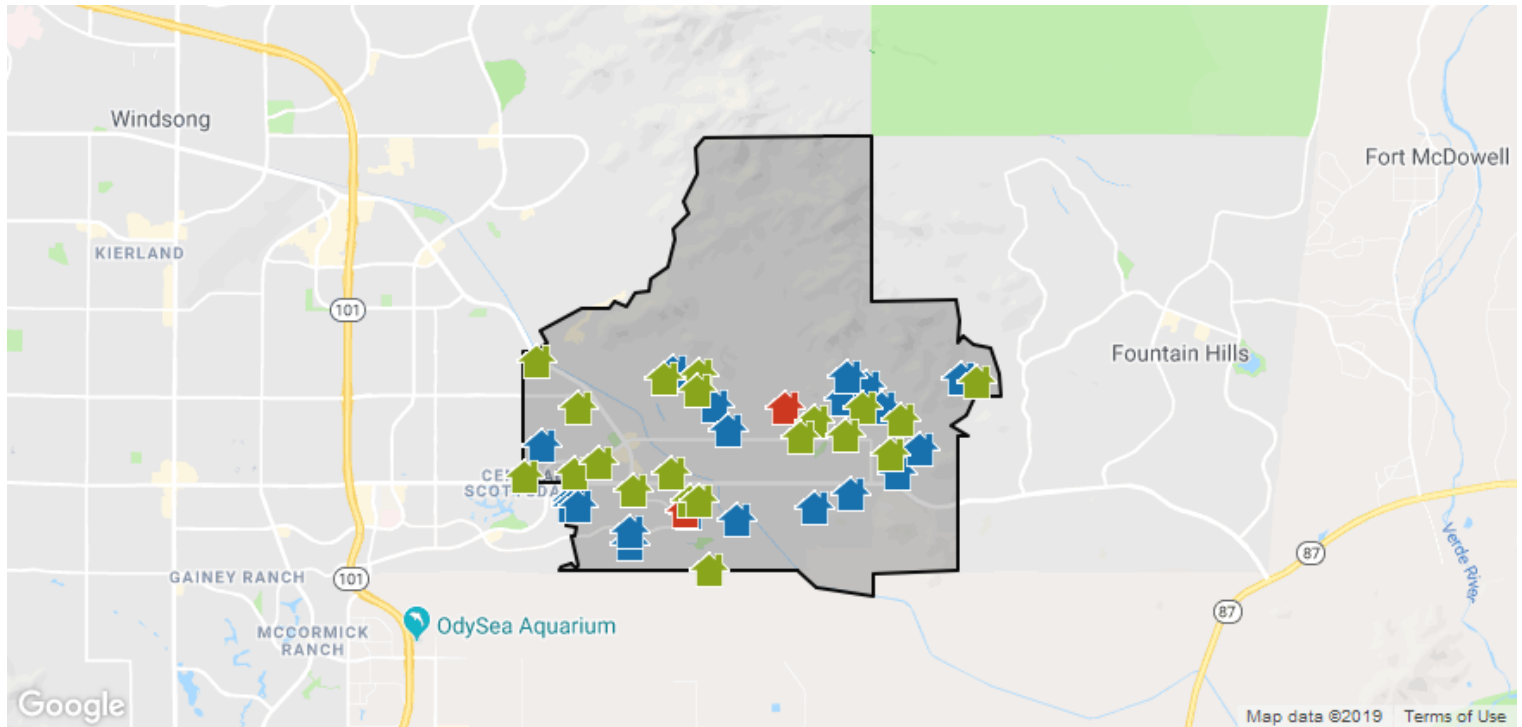 Windsong
Fort McDowell
KIERLAND
101
Fountain Hills
SCOTTSDA
GAINEY RANCH
101
87
87
Verde River
MCCORMICK
RANCH
OdySea Aquarium
Google
Map data ©2019 Terms of Use